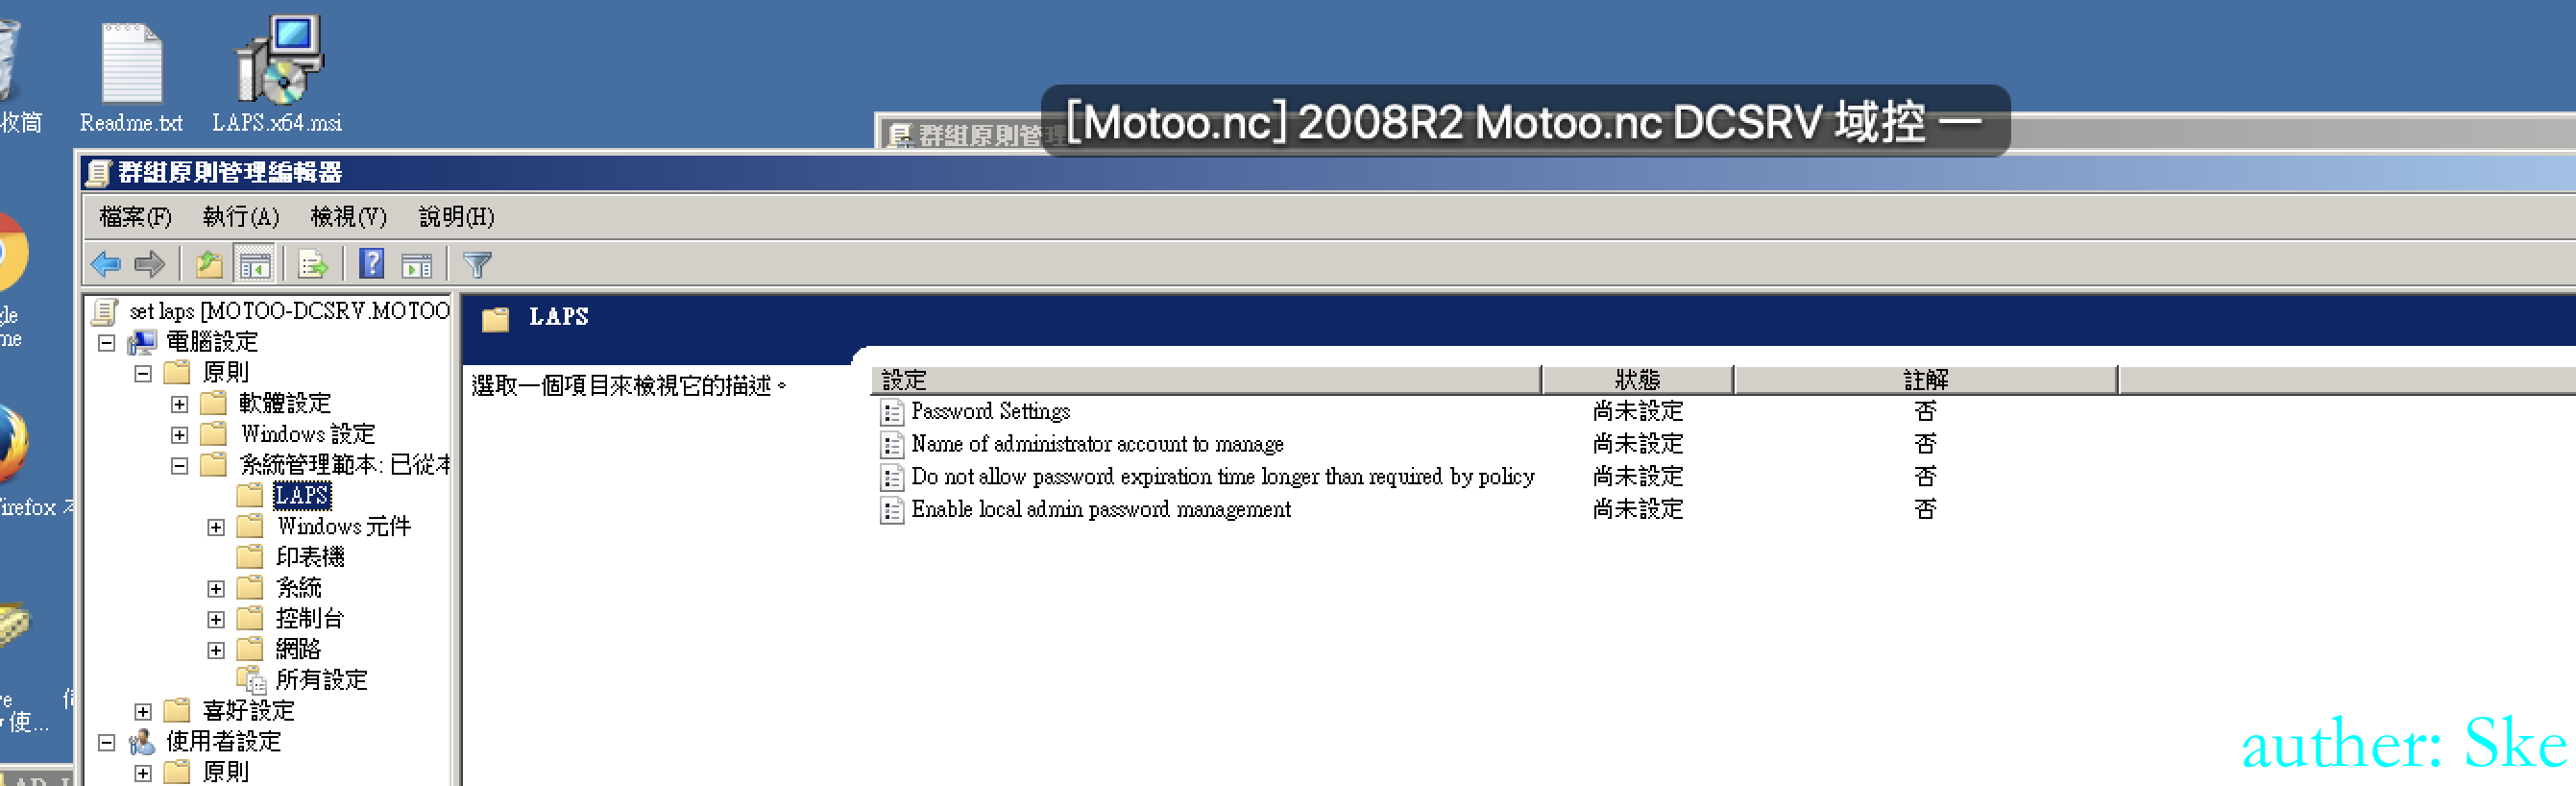 收筒
Readme.txt
LAPS.x64.msi
[Motoo.nc] 2008R2 Motoo.nc DCSRV 域控 一
群組原則管理
群組原則管理編輯器
檔案(F) 執行(A) 檢視(V) 說明(H)
set laps [MOTOO-DCSRV.MOTOO
電腦設定
原則
軟體設定
Windows 設定
系統管理範本: 已從本
LAPS
Windows 元件
印表機
系統
控制台
網路
所有設定
喜好設定
使用者設定
原則
LAPS
選取一個項目來檢視它的描述。
設定 狀態 註解
Password Settings 尚未設定 否
Name of administrator account to manage 尚未設定 否
Do not allow password expiration time longer than required by policy 尚未設定 否
Enable local admin password management 尚未設定 否
gle
me
irefox
使...
auther: Ske